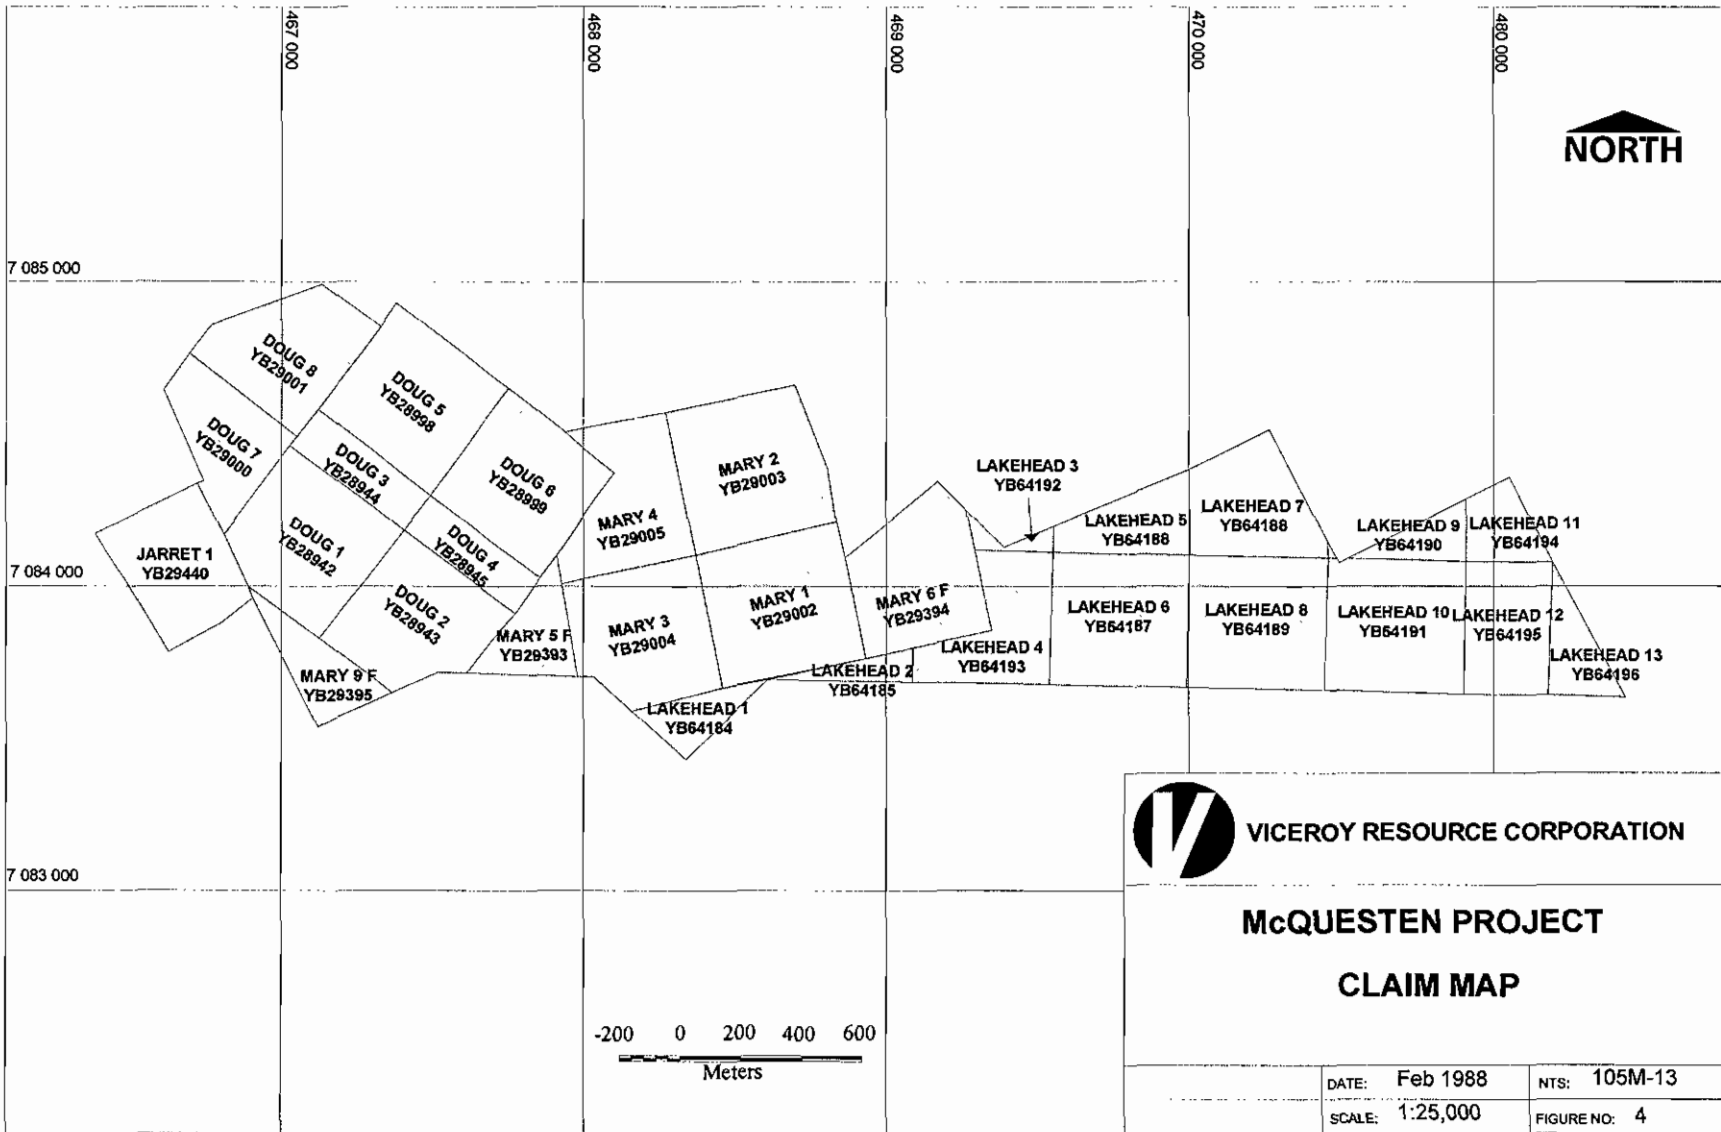 467 000
468 000
469 000
470 000
480 000
NORTH
7 085 000
DOUG 8
YB29001
DOUG 5
YB28998
DOUG 7
YB29000
DOUG 3
YB28944
DOUG 6
YB28999
MARY 2
YB29003
MARY 4
YB29005
LAKEHEAD 3
YB64192
LAKEHEAD 5
YB64188
LAKEHEAD 7
YB64188
LAKEHEAD 9
YB64190
LAKEHEAD 11
YB64194
JARRET 1
YB29440
DOUG 1
YB28942
DOUG 4
YB28945
7 084 000
DOUG 2
YB28943
MARY 5 F
YB29393
MARY 3
YB29004
MARY 1
YB29002
MARY 6 F
YB29394
LAKEHEAD 4
YB64193
LAKEHEAD 6
YB64187
LAKEHEAD 8
YB64189
LAKEHEAD 10
YB64191
LAKEHEAD 12
YB64195
LAKEHEAD 13
YB64196
MARY 9 F
YB29395
LAKEHEAD 2
YB64185
LAKEHEAD 1
YB64184
7 083 000
-200 0 200 400 600
Meters
V
VICEROY RESOURCE CORPORATION
McQUESTEN PROJECT
CLAIM MAP
DATE: Feb 1988
NTS: 105M-13
SCALE: 1:25,000
FIGURE NO: 4